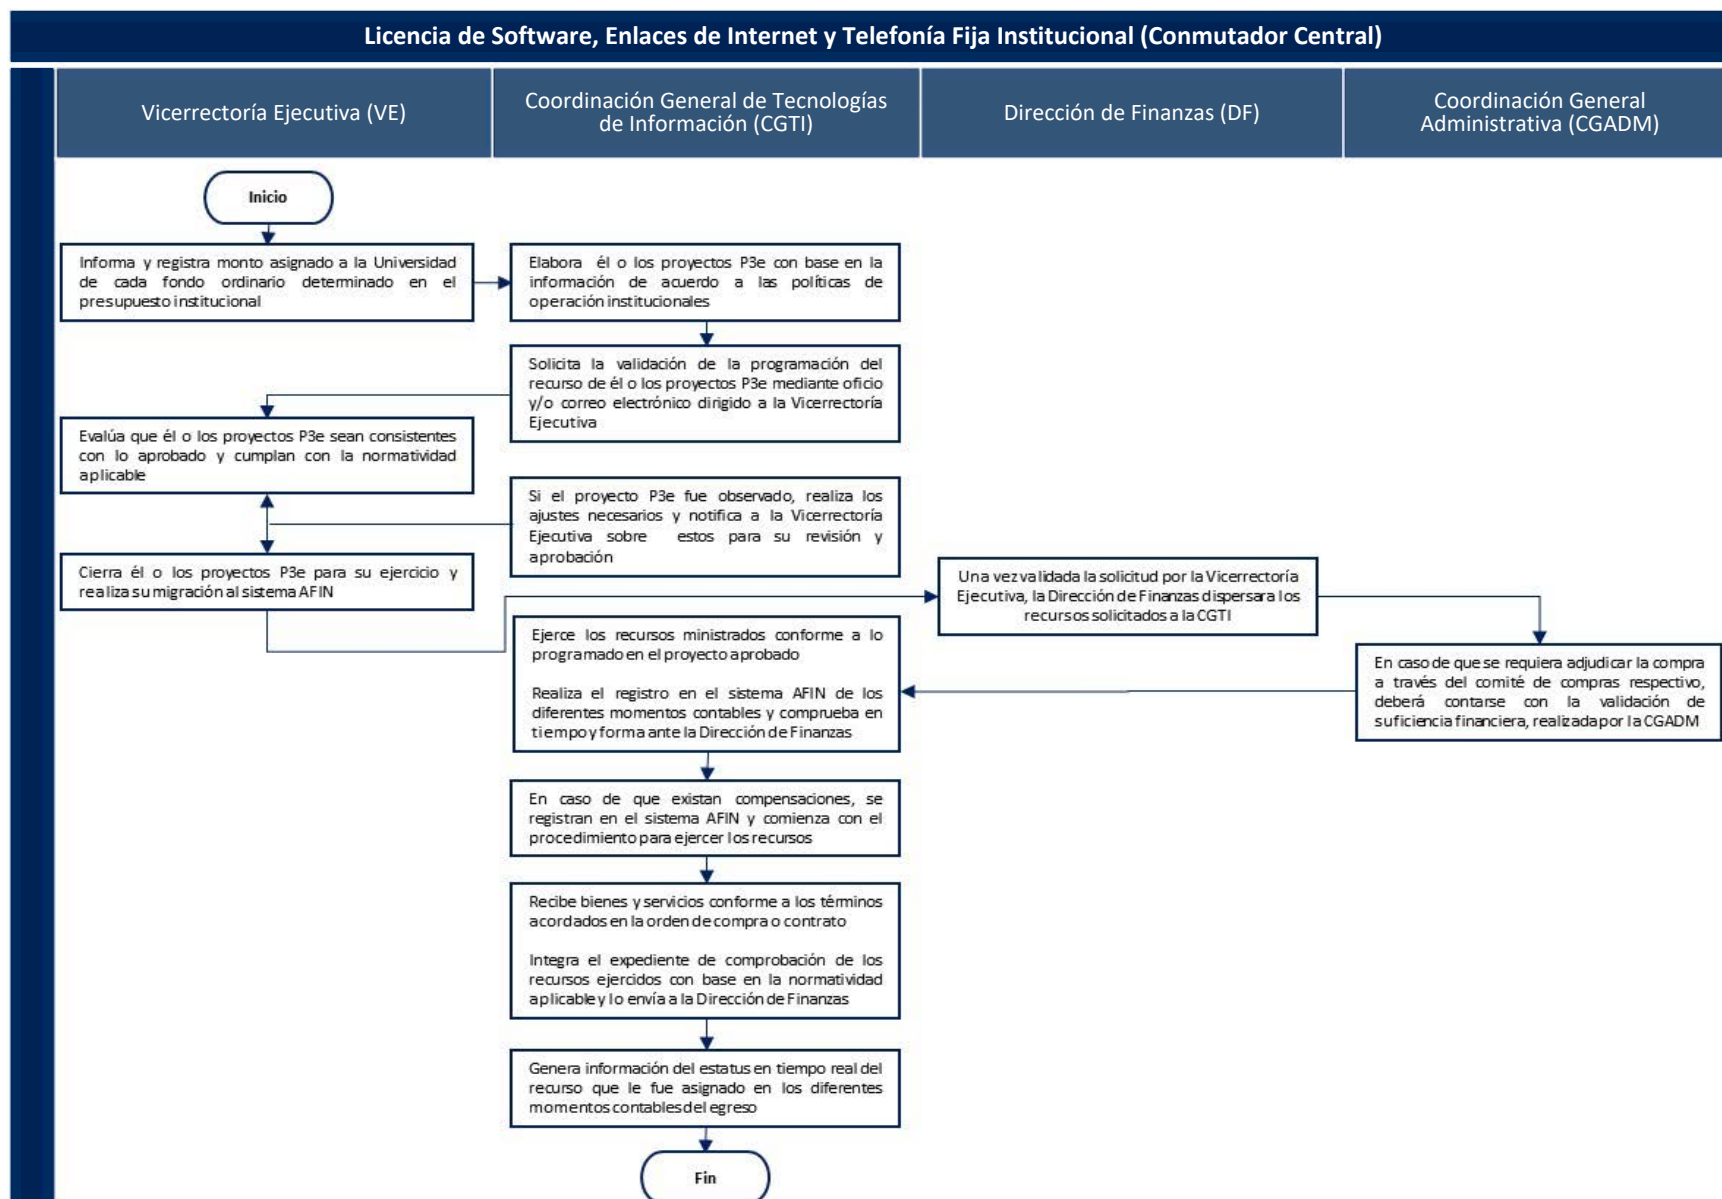 Licencia de Software, Enlaces de Internet y Telefonía Fija Institucional (Conmutador Central)
Vicerrectoría Ejecutiva (VE)
Coordinación General de Tecnologías
de Información (CGTI)
Dirección de Finanzas (DF)
Coordinación General
Administrativa (CGADM)
Inicio
Informa y registra monto asignado a la Universidad
de cada fondo ordinario determinado en el
presupuesto institucional
Elabora él o los proyectos P3e con base en la
información de acuerdo a las políticas de
operación institucionales
Solicita la validación de la programación del
recurso de él o los proyectos P3e mediante oficio
y/o correo electrónico dirigido a la Vicerrectoría
Ejecutiva
Evalúa que él o los proyectos P3e sean consistentes
con lo aprobado y cumplan con la normatividad
aplicable
Si el proyecto P3e fue observado, realiza los
ajustes necesarios y notifica a la Vicerrectoría
Ejecutiva sobre estos para su revisión y
aprobación
Cierra él o los proyectos P3e para su ejercicio y
realiza su migración al sistema AFIN
Una vez validada la solicitud por la Vicerrectoría
Ejecutiva, la Dirección de Finanzas dispersara los
recursos solicitados a la CGTI
En caso de que se requiera adjudicar la compra
a través del comité de compras respectivo,
deberá contarse con la validación de
suficiencia financiera, realizada por la CGADM
Ejerce los recursos ministrados conforme a lo
programado en el proyecto aprobado
Realiza el registro en el sistema AFIN de los
diferentes momentos contables y comprueba en
tiempo y forma ante la Dirección de Finanzas
En caso de que existan compensaciones, se
registran en el sistema AFIN y comienza con el
procedimiento para ejercer los recursos
Recibe bienes y servicios conforme a los términos
acordados en la orden de compra o contrato
Integra el expediente de comprobación de los
recursos ejercidos con base en la normatividad
aplicable y lo envía a la Dirección de Finanzas
Genera información del estatus en tiempo real del
recurso que le fue asignado en los diferentes
momentos contables del egreso
Fin